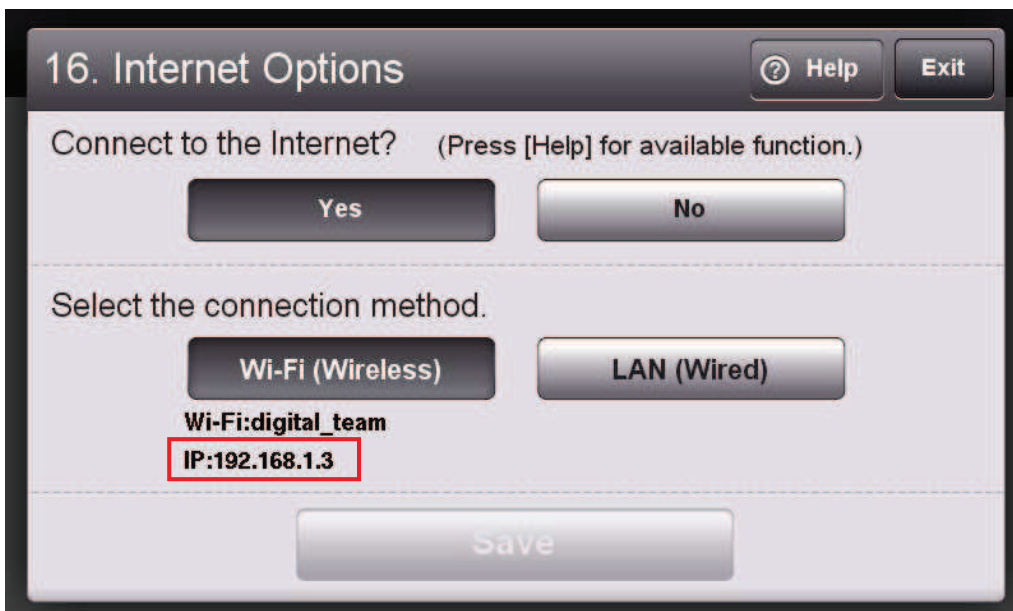 16. Internet Options
Help
Exit
Connect to the Internet? (Press [Help] for available function.)
Yes
No
Select the connection method.
Wi-Fi (Wireless)
LAN (Wired)
Wi-Fi:digital_team
IP:192.168.1.3
Save